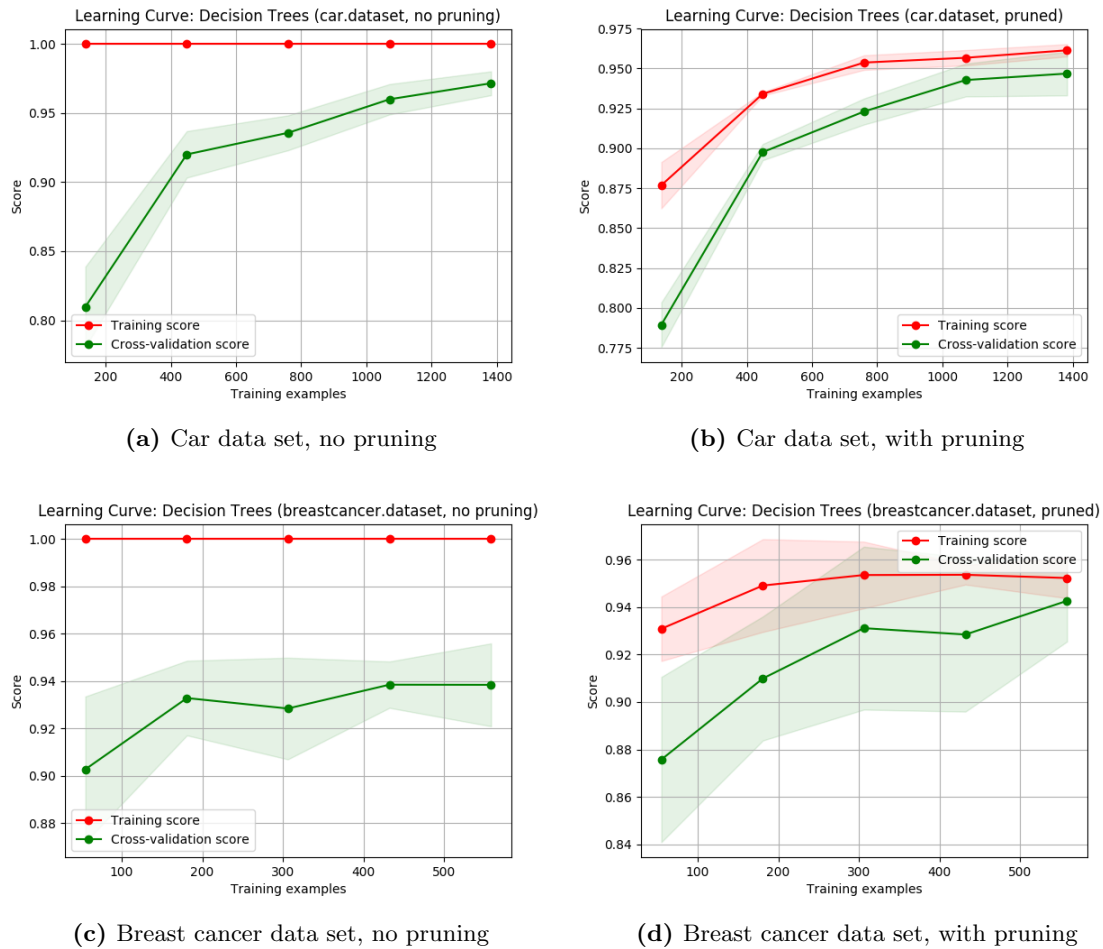 Learning Curve: Decision Trees (car.dataset, no pruning)
1.00
0.95
0.90
0.85
0.80
Score
Training score
Cross-validation score
200 400 600 800 1000 1200 1400
Training examples
(a) Car data set, no pruning
Learning Curve: Decision Trees (car.dataset, pruned)
0.975
0.950
0.925
0.900
0.875
0.850
0.825
0.800
0.775
Score
Training score
Cross-validation score
200 400 600 800 1000 1200 1400
Training examples
(b) Car data set, with pruning
Learning Curve: Decision Trees (breastcancer.dataset, no pruning)
1.00
0.98
0.96
0.94
0.92
0.90
0.88
Score
Training score
Cross-validation score
100 200 300 400 500
Training examples
(c) Breast cancer data set, no pruning
Learning Curve: Decision Trees (breastcancer.dataset, pruned)
Training score
Cross-validation score
0.96
0.94
0.92
0.90
0.88
0.86
0.84
Score
100 200 300 400 500
Training examples
(d) Breast cancer data set, with pruning